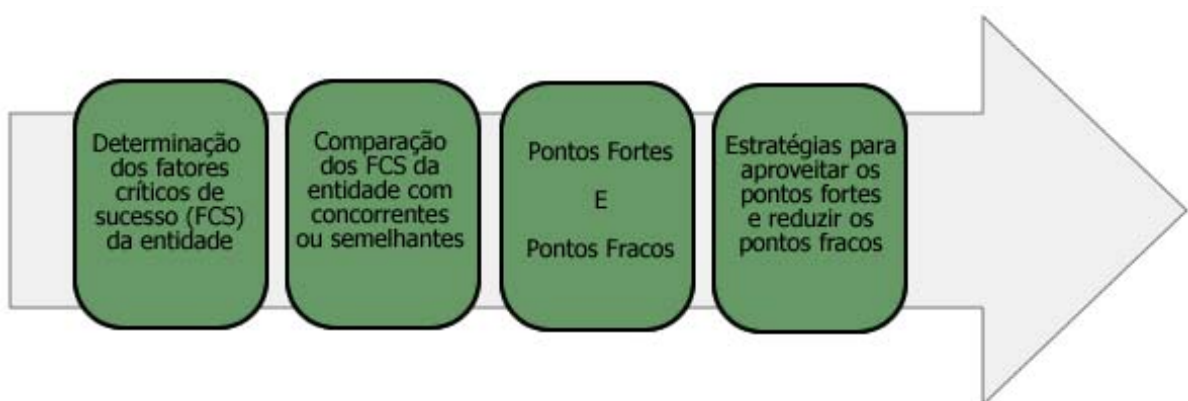 Determinação
dos fatores
críticos de
sucesso (FCS)
da entidade
Comparação
dos FCS da
entidade com
concorrentes
ou semelhantes
Pontos Fortes
E
Pontos Fracos
Estratégias para
aproveitar os
pontos fortes
e reduzir os
pontos fracos